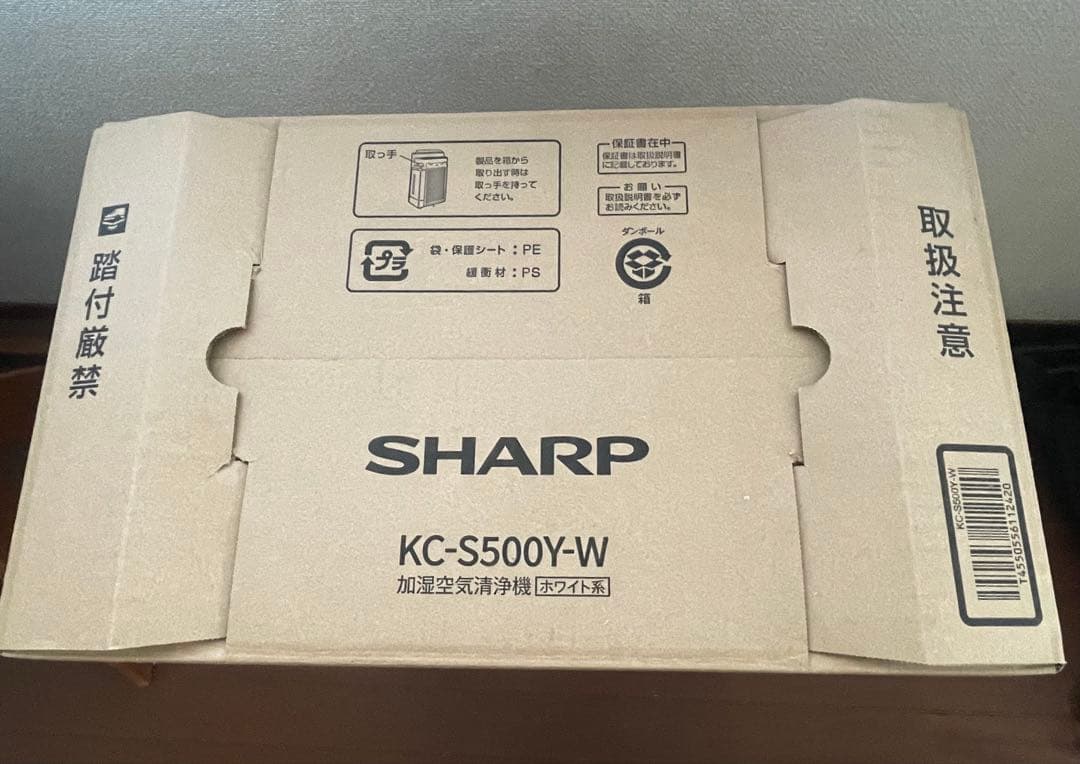 取っ手
製品を箱から
取り出す時は
取っ手を持って
ください。
保証書在中
保証書は取扱説明書
に記載しております。
お願い
取扱説明書を必ず
お読みください。
プラ
袋・保護シート：PE
緩衝材：PS
ダンボール
箱
踏付厳禁
取扱注意
SHARP
KC-S500Y-W
加湿空気清浄機 ホワイト系
KC-S500Y-W
T4550556112420